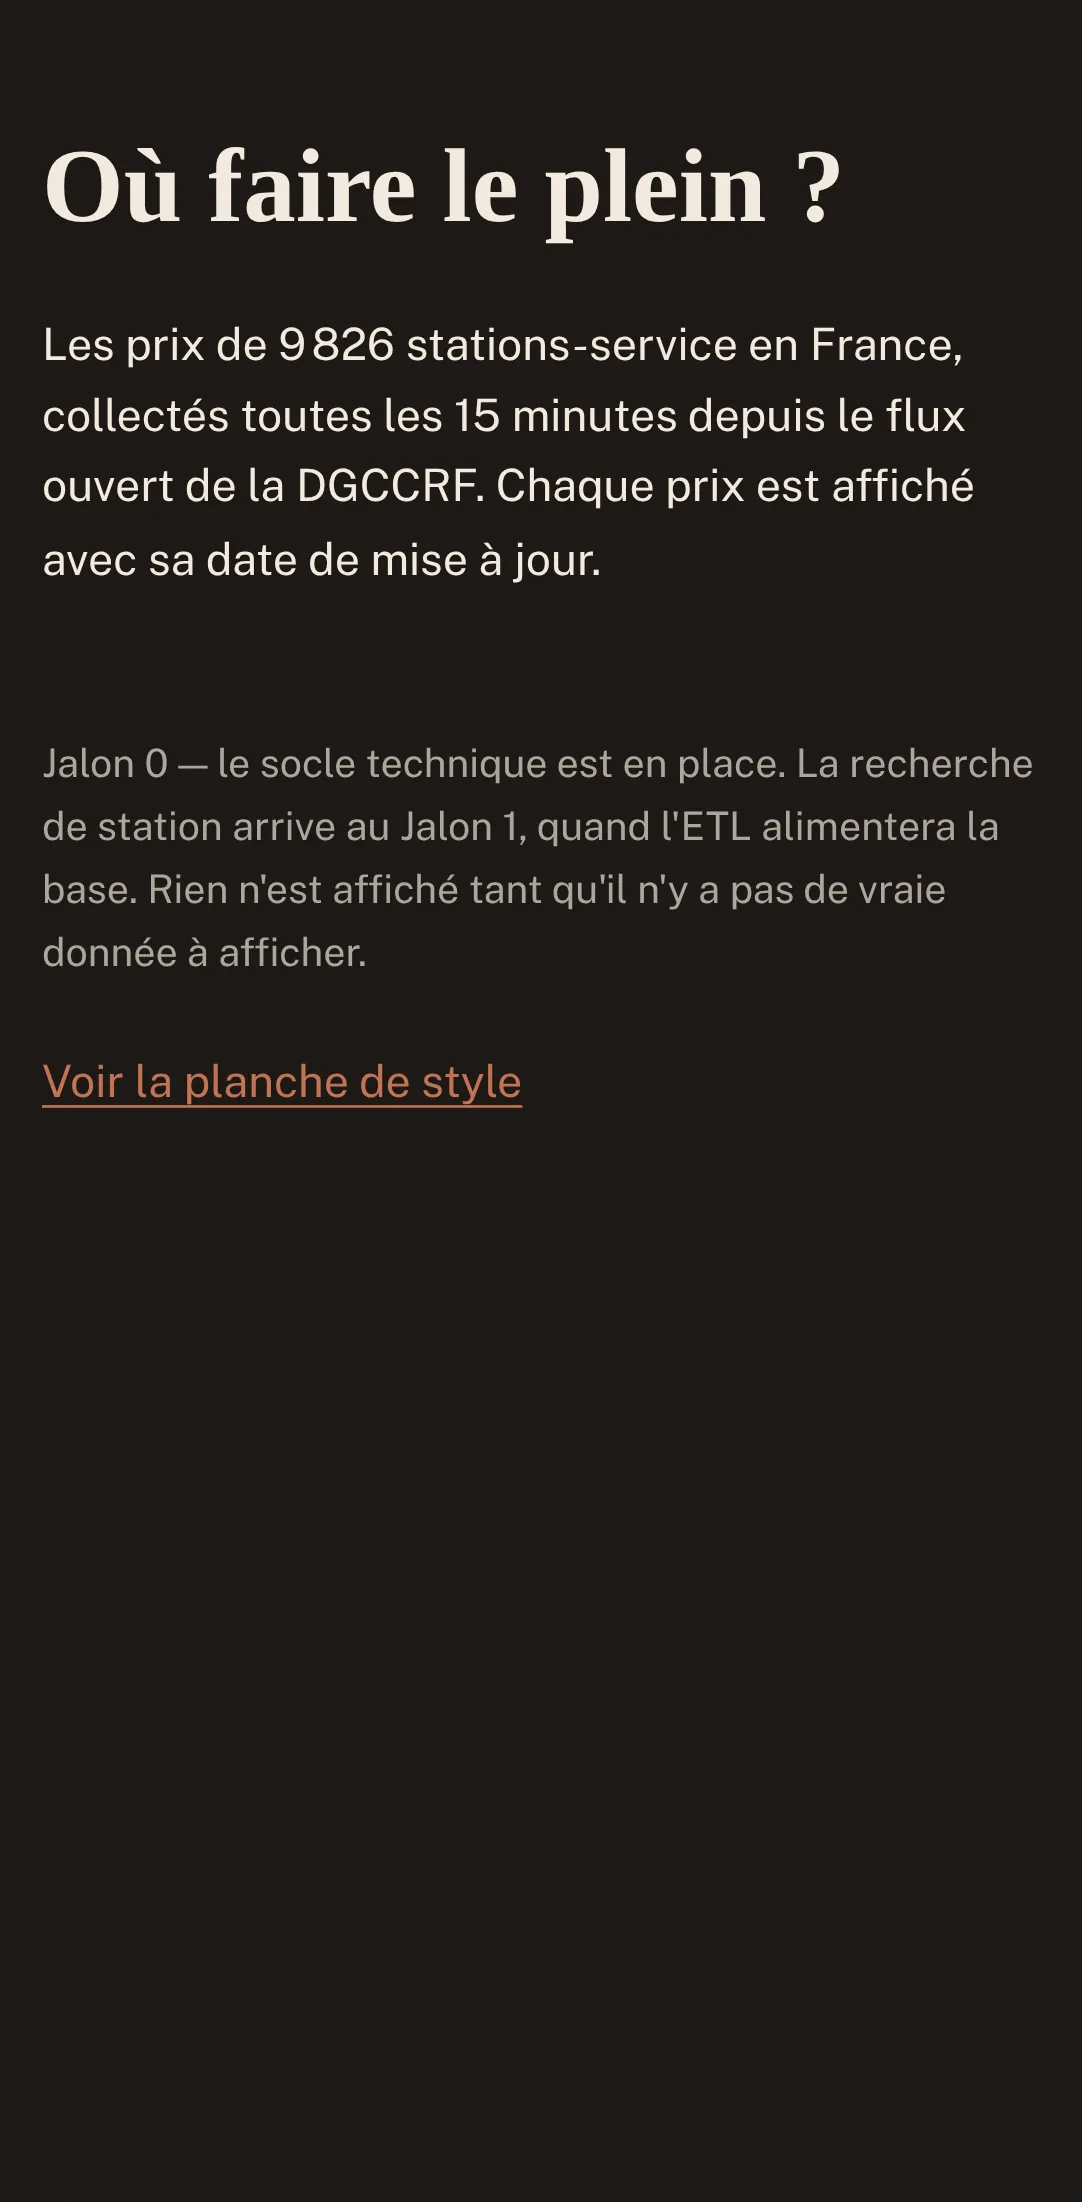 Où faire le plein ?
Les prix de 9 826 stations-service en France,
collectés toutes les 15 minutes depuis le flux
ouvert de la DGCCRF. Chaque prix est affiché
avec sa date de mise à jour.
Jalon 0 — le socle technique est en place. La recherche
de station arrive au Jalon 1, quand l'ETL alimentera la
base. Rien n'est affiché tant qu'il n'y a pas de vraie
donnée à afficher.
Voir la planche de style